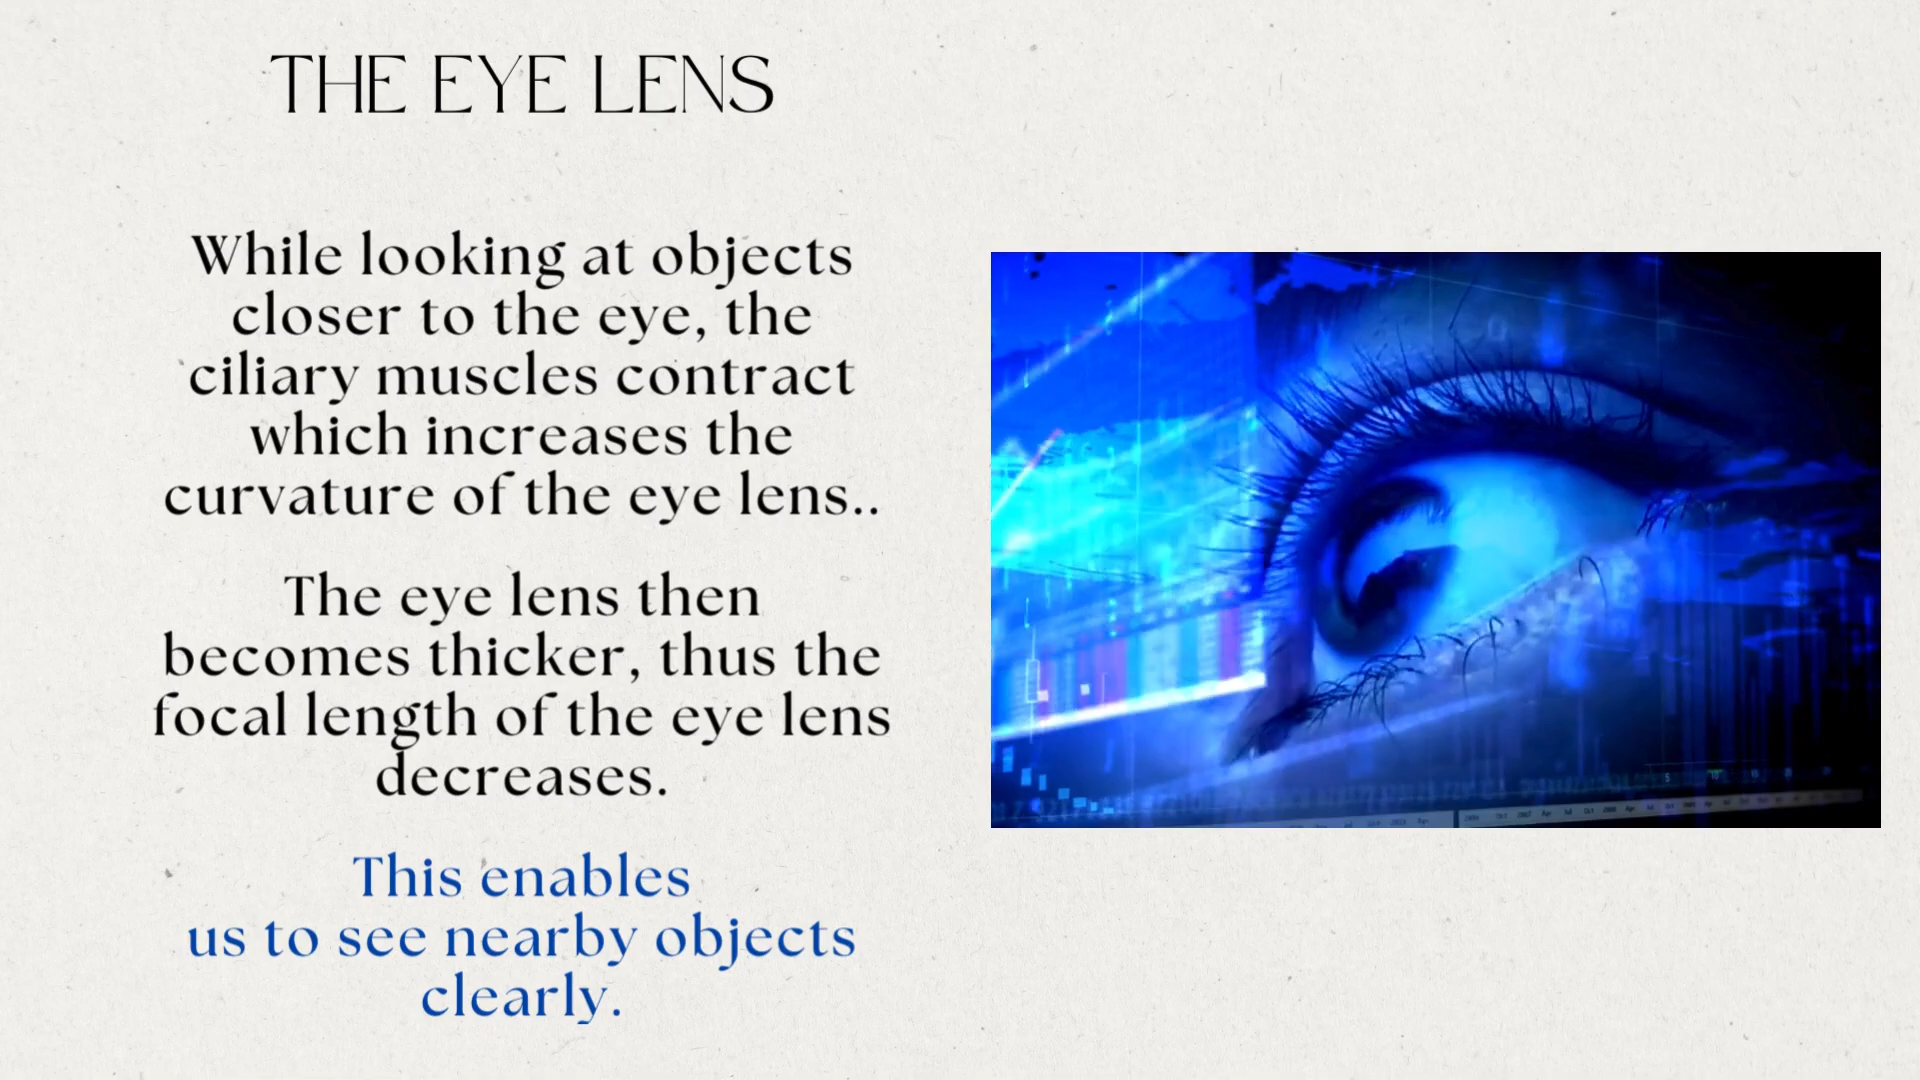 THE EYE LENS
While looking at objects
closer to the eye, the
ciliary muscles contract
which increases the
curvature of the eye lens..
The eye lens then
becomes thicker, thus the
focal length of the eye lens
decreases.
This enables
us to see nearby objects
clearly.